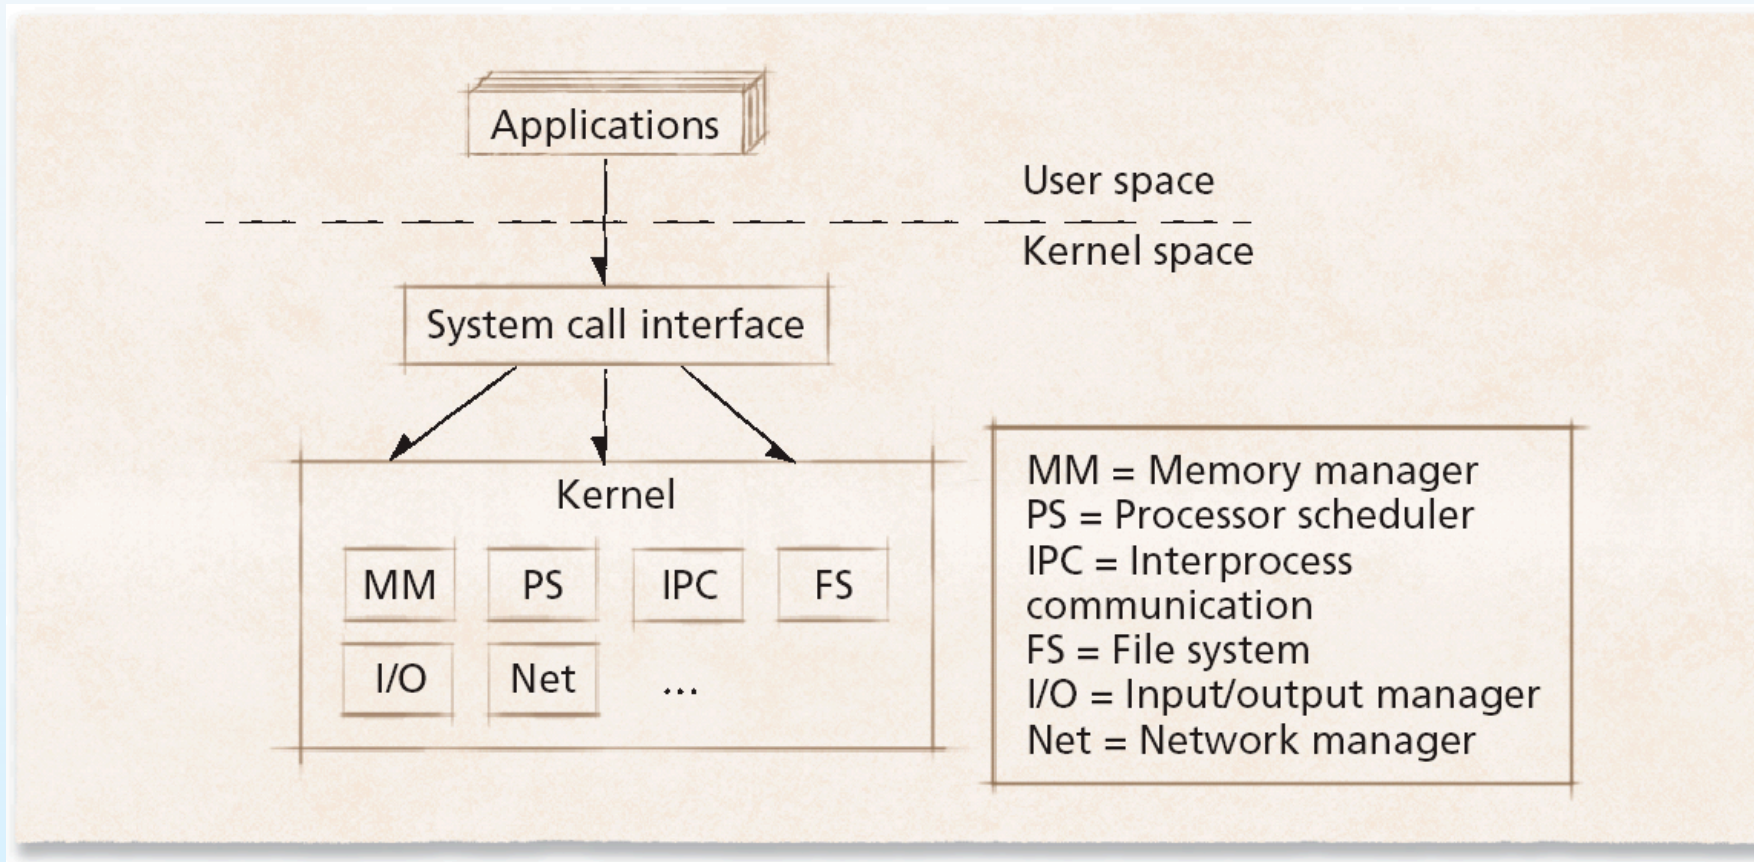 Applications
User space
Kernel space
System call interface
Kernel
MM PS IPC FS
I/O Net ...
MM = Memory manager
PS = Processor scheduler
IPC = Interprocess
communication
FS = File system
I/O = Input/output manager
Net = Network manager